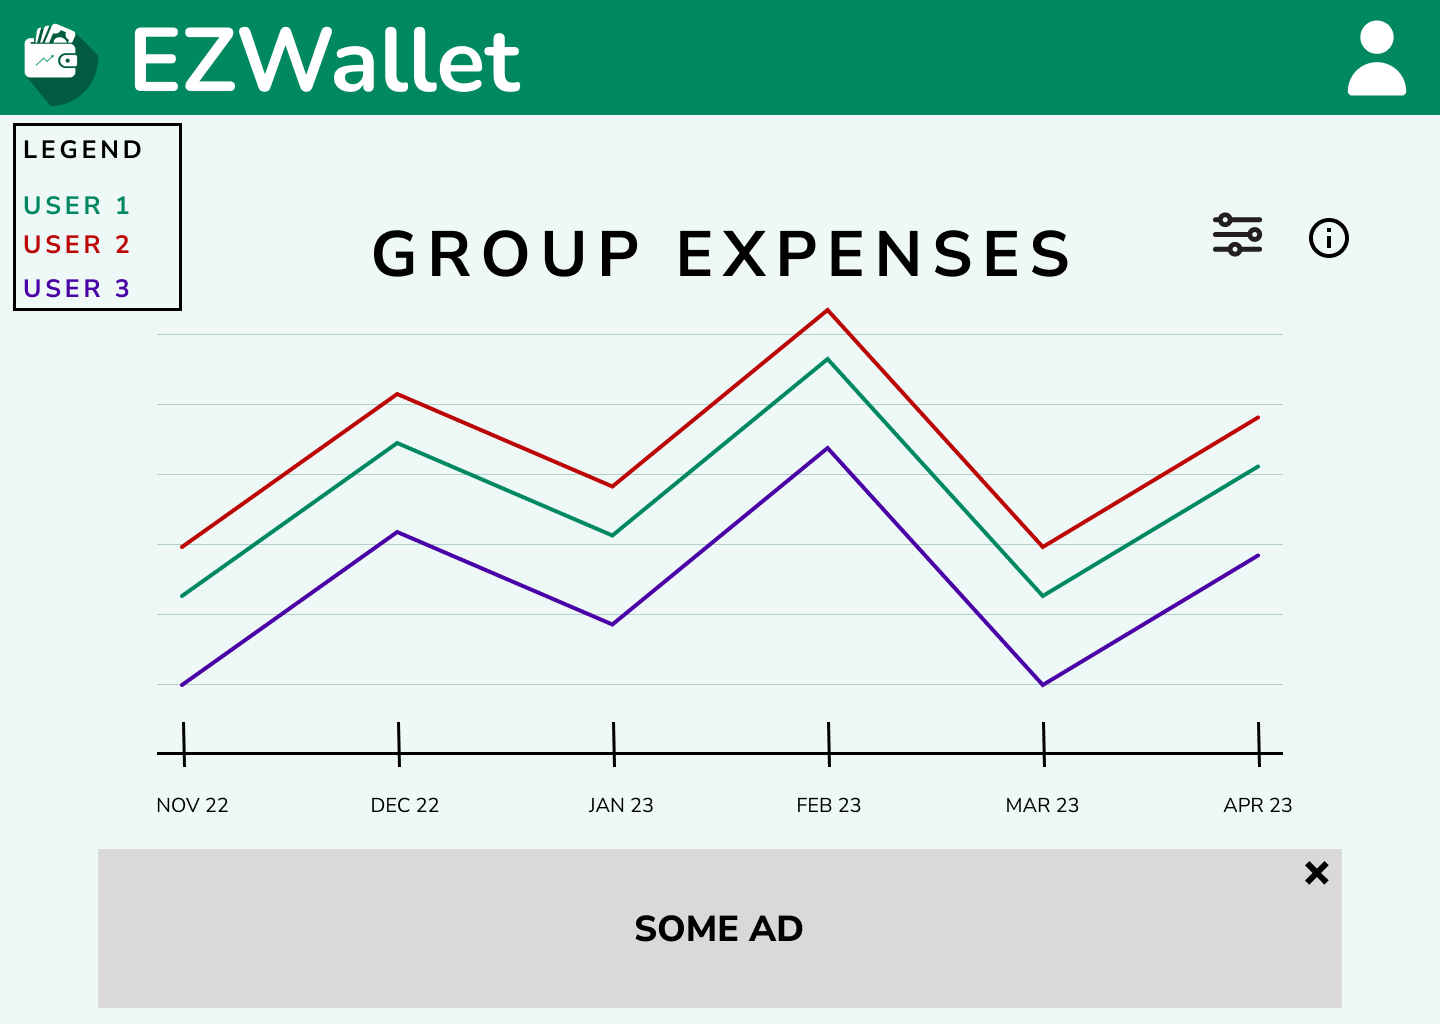 EZWallet
LEGEND
USER 1
USER 2
USER 3
GROUP EXPENSES
NOV 22 DEC 22 JAN 23 FEB 23 MAR 23 APR 23
SOME AD